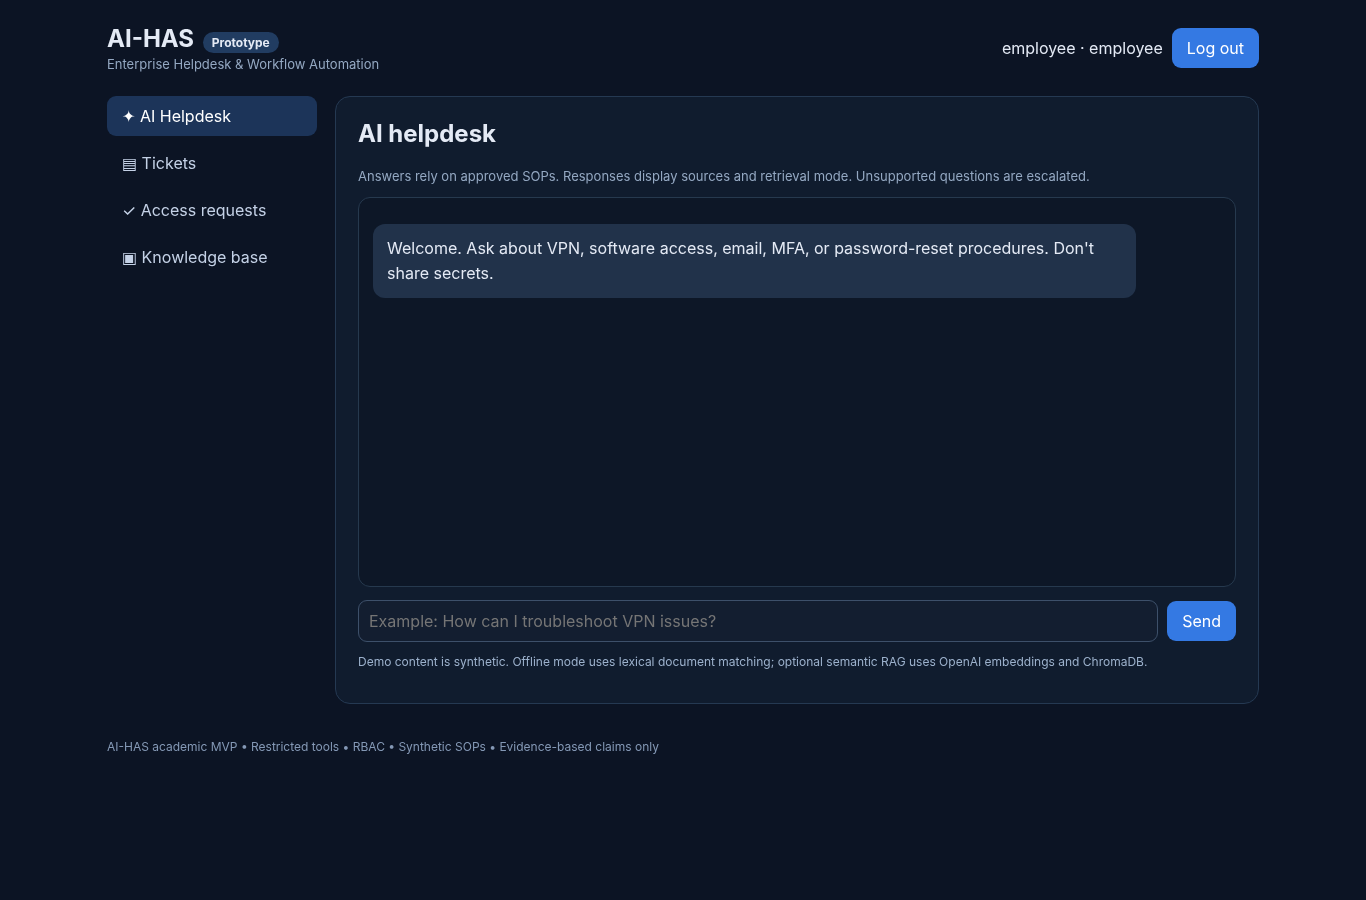 AI-HAS Prototype
Enterprise Helpdesk & Workflow Automation
employee · employee
Log out
✦ AI Helpdesk
▤ Tickets
✓ Access requests
▣ Knowledge base
AI helpdesk
Answers rely on approved SOPs. Responses display sources and retrieval mode. Unsupported questions are escalated.
Welcome. Ask about VPN, software access, email, MFA, or password-reset procedures. Don't
share secrets.
Example: How can I troubleshoot VPN issues?
Send
Demo content is synthetic. Offline mode uses lexical document matching; optional semantic RAG uses OpenAI embeddings and ChromaDB.
AI-HAS academic MVP • Restricted tools • RBAC • Synthetic SOPs • Evidence-based claims only